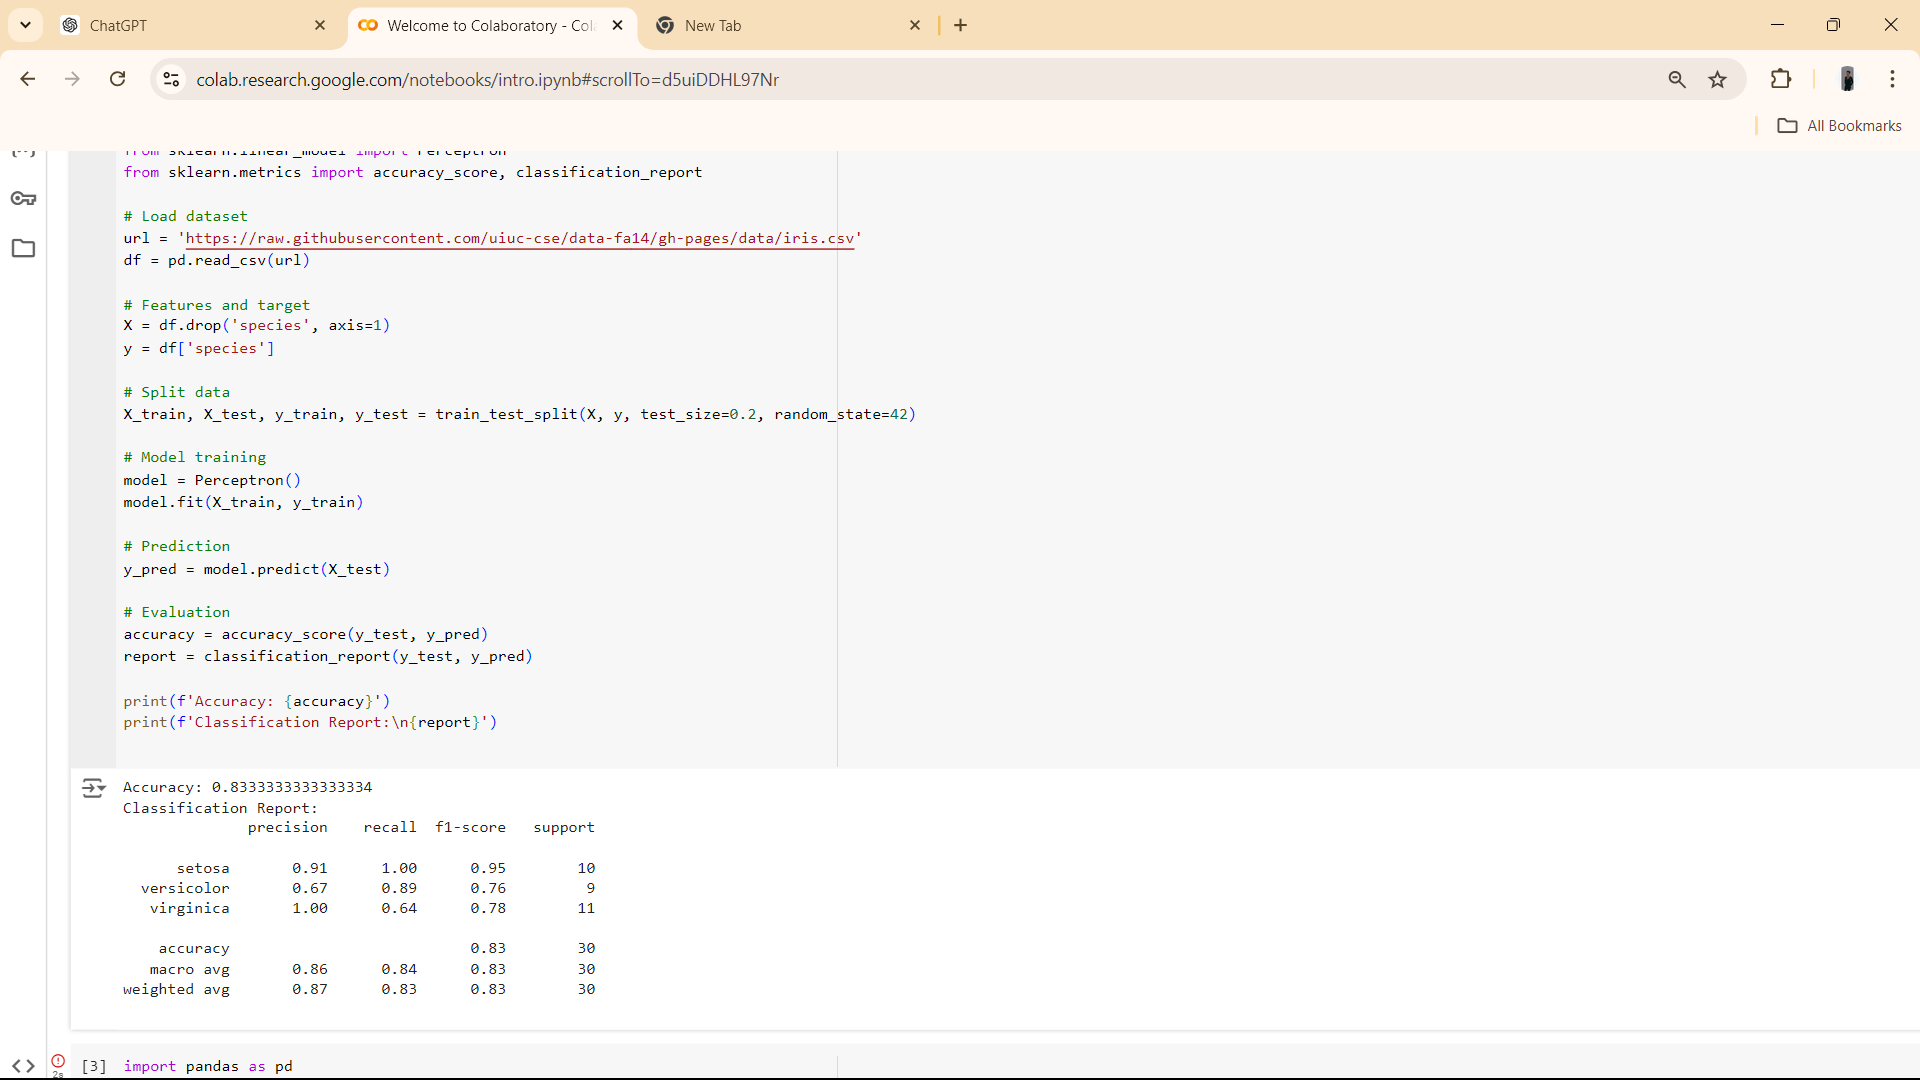 ChatGPT
Welcome to Colaboratory - Col
New Tab
colab.research.google.com/notebooks/intro.ipynb#scrollTo=d5uiDDHL97Nr
All Bookmarks
from sklearn.linear_model import Perceptron
from sklearn.metrics import accuracy_score, classification_report
# Load dataset
url = 'https://raw.githubusercontent.com/uiuc-cse/data-fa14/gh-pages/data/iris.csv'
df = pd.read_csv(url)
# Features and target
X = df.drop('species', axis=1)
y = df['species']
# Split data
X_train, X_test, y_train, y_test = train_test_split(X, y, test_size=0.2, random_state=42)
# Model training
model = Perceptron()
model.fit(X_train, y_train)
# Prediction
y_pred = model.predict(X_test)
# Evaluation
accuracy = accuracy_score(y_test, y_pred)
report = classification_report(y_test, y_pred)
print(f'Accuracy: {accuracy}')
print(f'Classification Report:\n{report}')
Accuracy: 0.8333333333333334
Classification Report:
precision recall f1-score support
setosa 0.91 1.00 0.95 10
versicolor 0.67 0.89 0.76 9
virginica 1.00 0.64 0.78 11
accuracy 0.83 30
macro avg 0.86 0.84 0.83 30
weighted avg 0.87 0.83 0.83 30
[3] import pandas as pd
2s